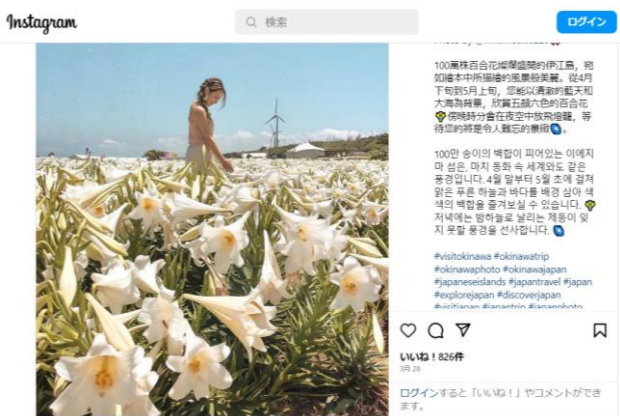 Instagram
検索
ログイン
100萬株百合花燦爛盛開的伊江島，宛
如繪本中所描繪的風景般美麗。從4月
下旬到5月上旬，您能以清澈的藍天和
大海為背景，欣賞五顏六色的百合花
傍晚時分會在夜空中放飛燈籠，等
待您的將是令人難忘的景緻。
100만 송이의 백합이 피어있는 이에지
마 섬은, 마치 동화 속 세계와도 같은
풍경입니다. 4월 말부터 5월 초에 걸쳐
맑은 푸른 하늘과 바다를 배경 삼아 색
색의 백합을 즐겨보실 수 있습니다.
저녁에는 밤하늘로 날리는 제등이 잊
지 못할 풍경을 선사합니다.
#visitokinawa #okinawatrip
#okinawaphoto #okinawajapan
#japaneseislands #japantravel #japan
#explorejapan #discoverjapan
#visitjapan #japantrip #japanphoto
いいね！826件
3月 28
ログインすると「いいね！」やコメントができ
ます。